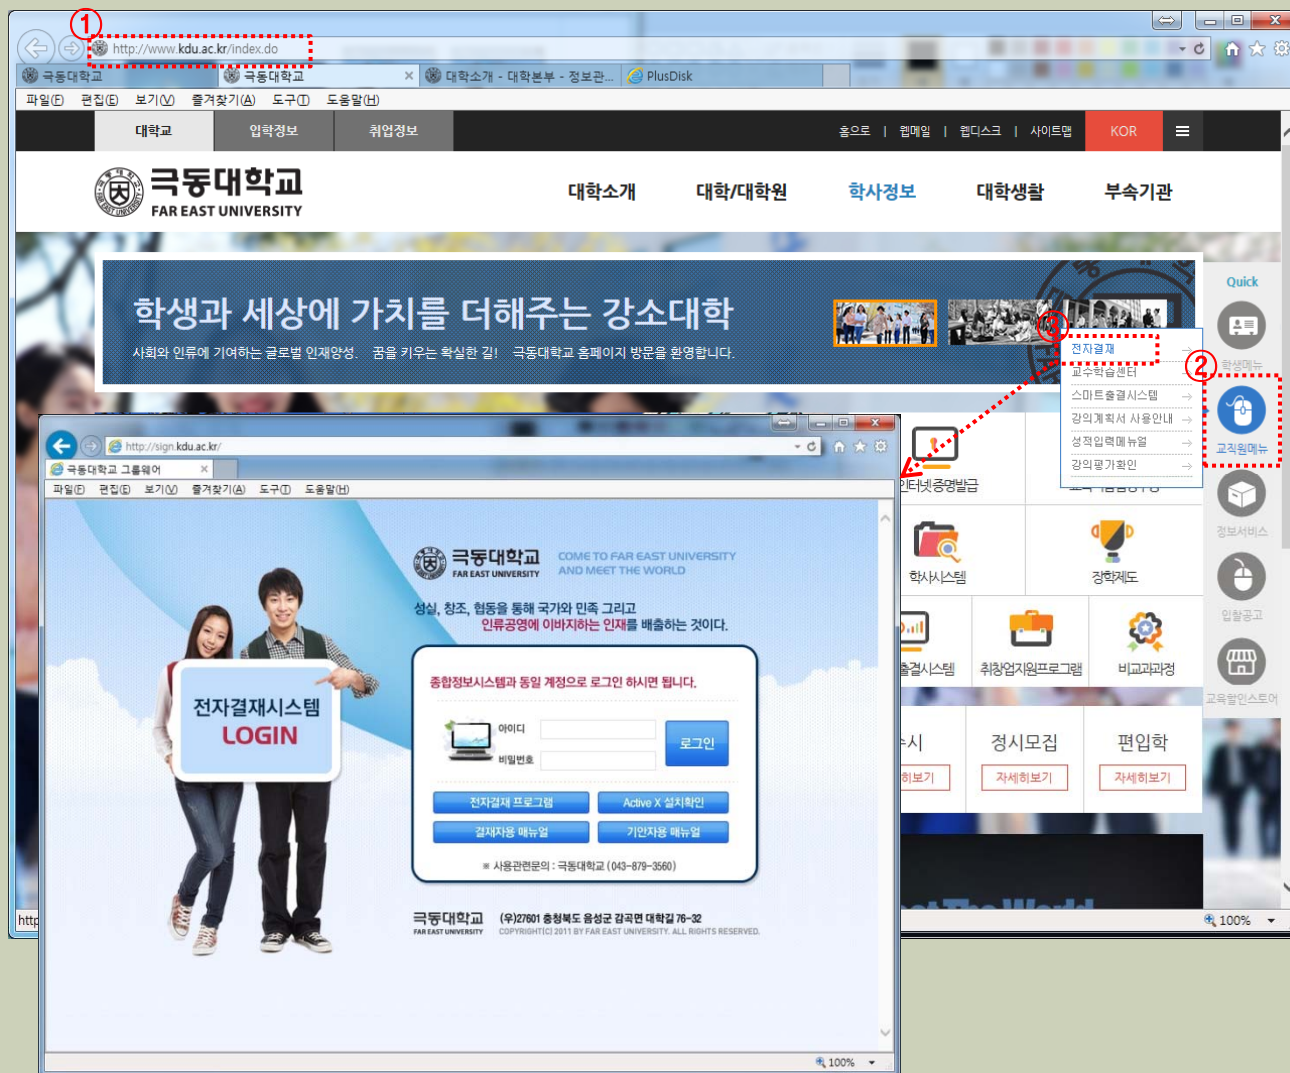 ①
http://www.kdu.ac.kr/index.do
극동대학교
극동대학교
대학소개 - 대학본부 - 정보관...
PlusDisk
파일(F) 편집(E) 보기(V) 즐겨찾기(A) 도구(T) 도움말(H)
대학교 입학정보 취업정보
홈으로 | 웹메일 | 웹디스크 | 사이트맵 KOR
극동대학교
FAR EAST UNIVERSITY
대학소개 대학/대학원 학사정보 대학생활 부속기관
학생과 세상에 가치를 더해주는 강소대학
사회와 인류에 기여하는 글로벌 인재양성. 꿈을 키우는 확실한 길! 극동대학교 홈페이지 방문을 환영합니다.
Quick
학생메뉴
②
교직원메뉴
정보서비스
입찰공고
교육할인스토어
③
전자결재
교수학습센터
스마트출결시스템
강의계획서 사용안내
성적입력메뉴얼
강의평가확인
인터넷증명발급
학사시스템 장학제도
출결시스템 취창업지원프로그램 비교과과정
수시 정시모집 편입학
자세히보기 자세히보기
http
100%
http://sign.kdu.ac.kr/
극동대학교 그룹웨어
파일(F) 편집(E) 보기(V) 즐겨찾기(A) 도구(T) 도움말(H)
극동대학교
FAR EAST UNIVERSITY
COME TO FAR EAST UNIVERSITY
AND MEET THE WORLD
성실, 창조, 협동을 통해 국가와 민족 그리고
인류공영에 이바지하는 인재를 배출하는 것이다.
전자결재시스템
LOGIN
종합정보시스템과 동일 계정으로 로그인 하시면 됩니다.
아이디
비밀번호
로그인
전자결재 프로그램 Active X 설치확인
결재자용 매뉴얼 기안자용 매뉴얼
※ 사용관련문의 : 극동대학교 (043-879-3560)
극동대학교
FAR EAST UNIVERSITY
(우)27601 충청북도 음성군 감곡면 대학길 76-32
COPYRIGHT(C) 2011 BY FAR EAST UNIVERSITY. ALL RIGHTS RESERVED.
100%